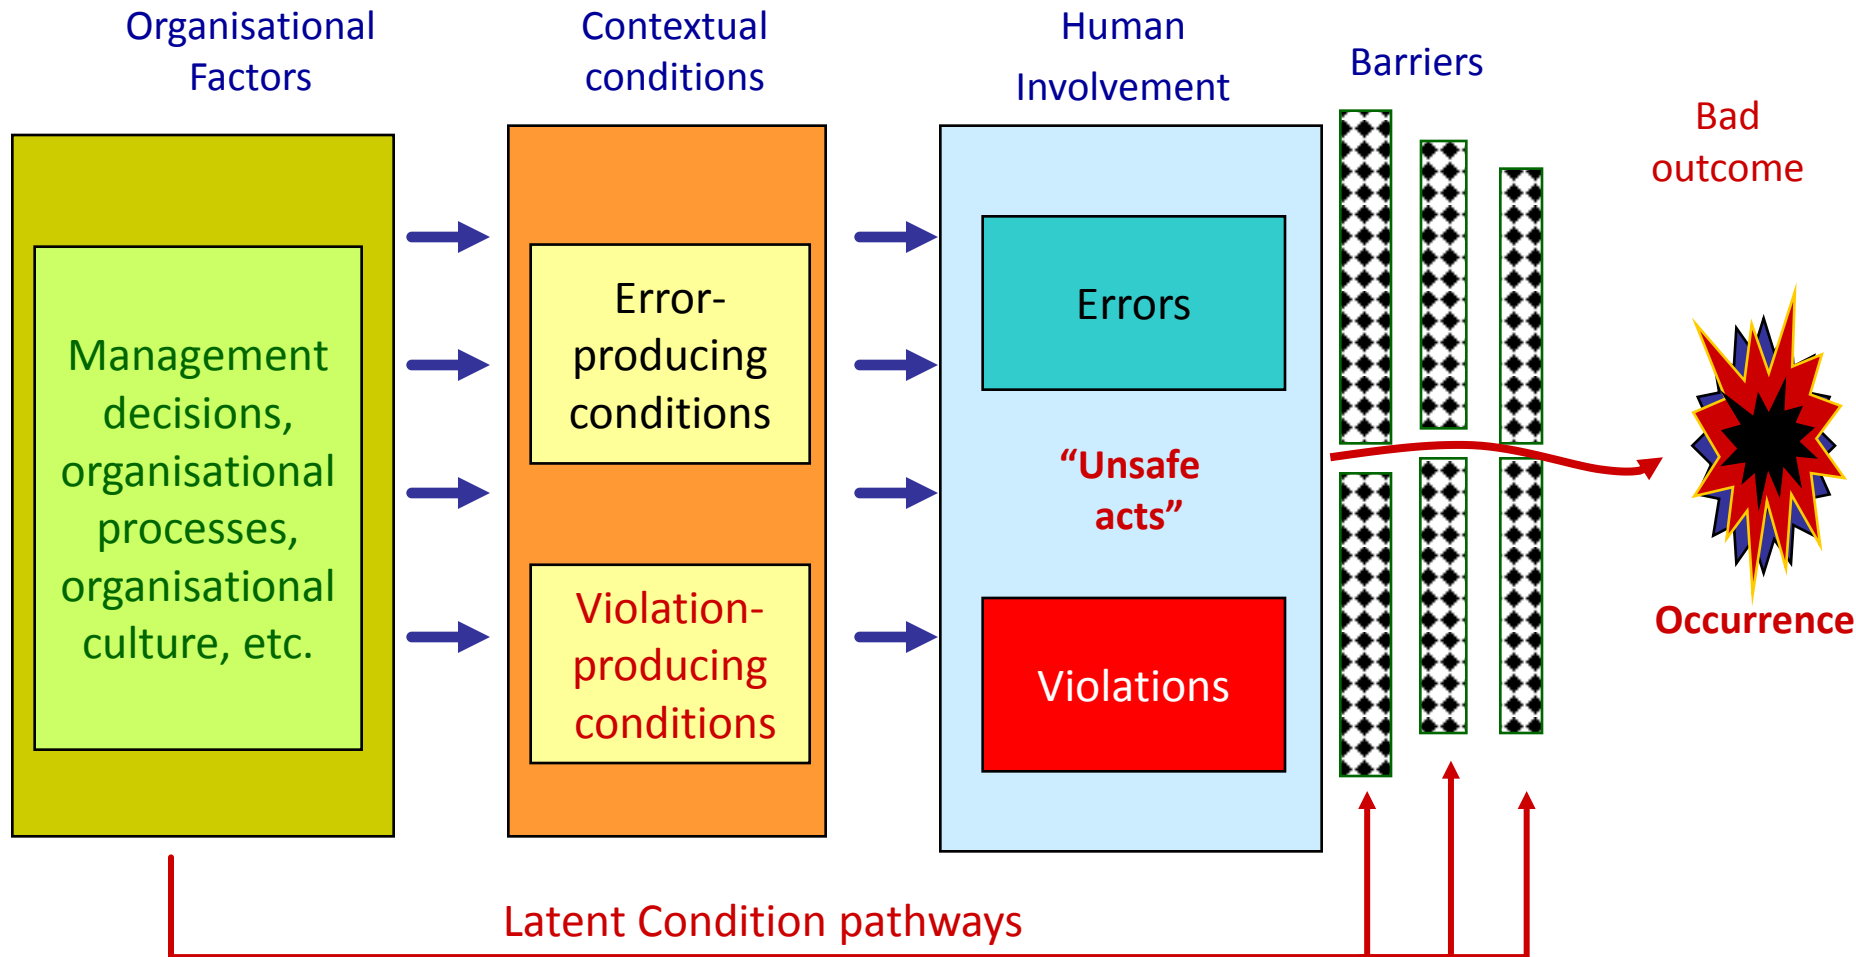 Organisational
Factors
Contextual
conditions
Human
Involvement
Barriers
Bad
outcome
Management
decisions,
organisational
processes,
organisational
culture, etc.
Error-
producing
conditions
Violation-
producing
conditions
Errors
“Unsafe
acts”
Violations
Occurrence
Latent Condition pathways